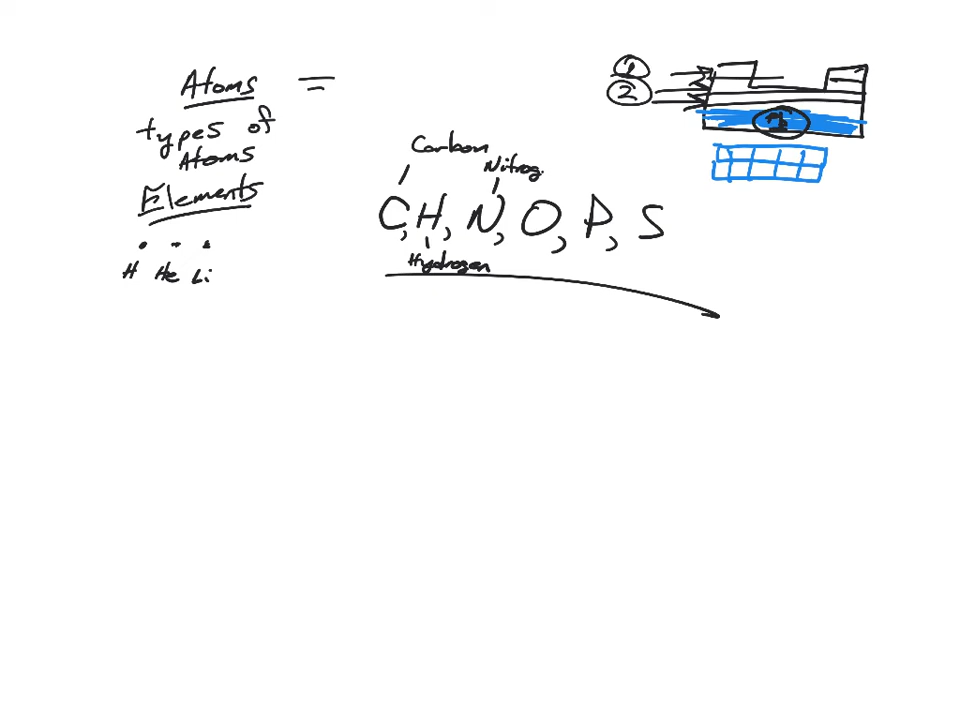 Atoms =
types of
Atoms
Elements
H He Li
Carbon
Nitrog.
C, H, N, O, P, S
Hydrogen
1
2